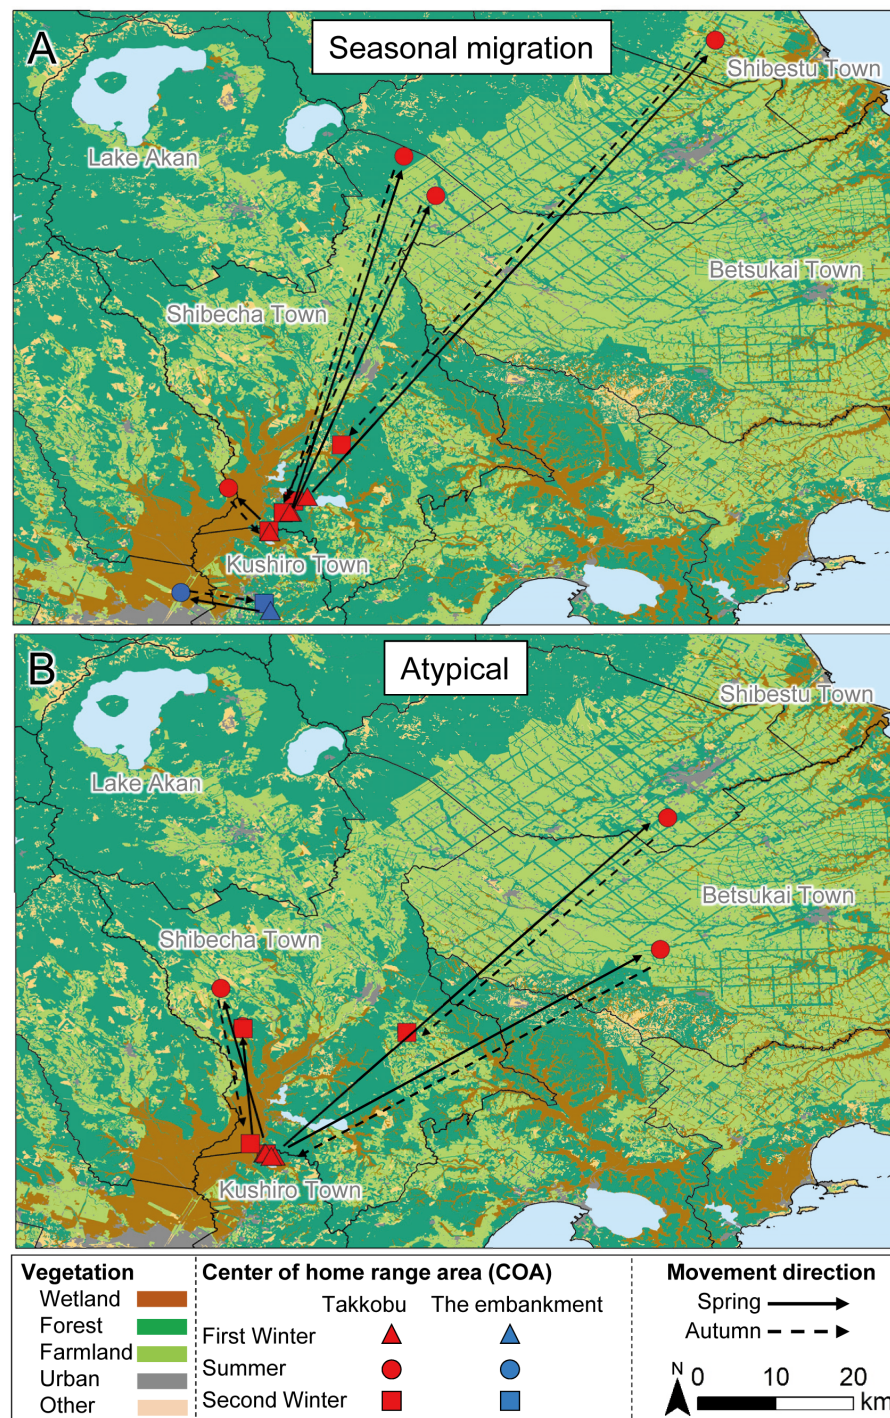 A
Seasonal migration
Shibestu Town
Lake Akan
Betsukai Town
Shibecha Town
Kushiro Town
B
Atypical
Shibestu Town
Lake Akan
Betsukai Town
Shibecha Town
Kushiro Town
Vegetation
Wetland
Forest
Farmland
Urban
Other
Center of home range area (COA)
Takkobu The embankment
First Winter
Summer
Second Winter
Movement direction
Spring
Autumn
N 0 10 20
km